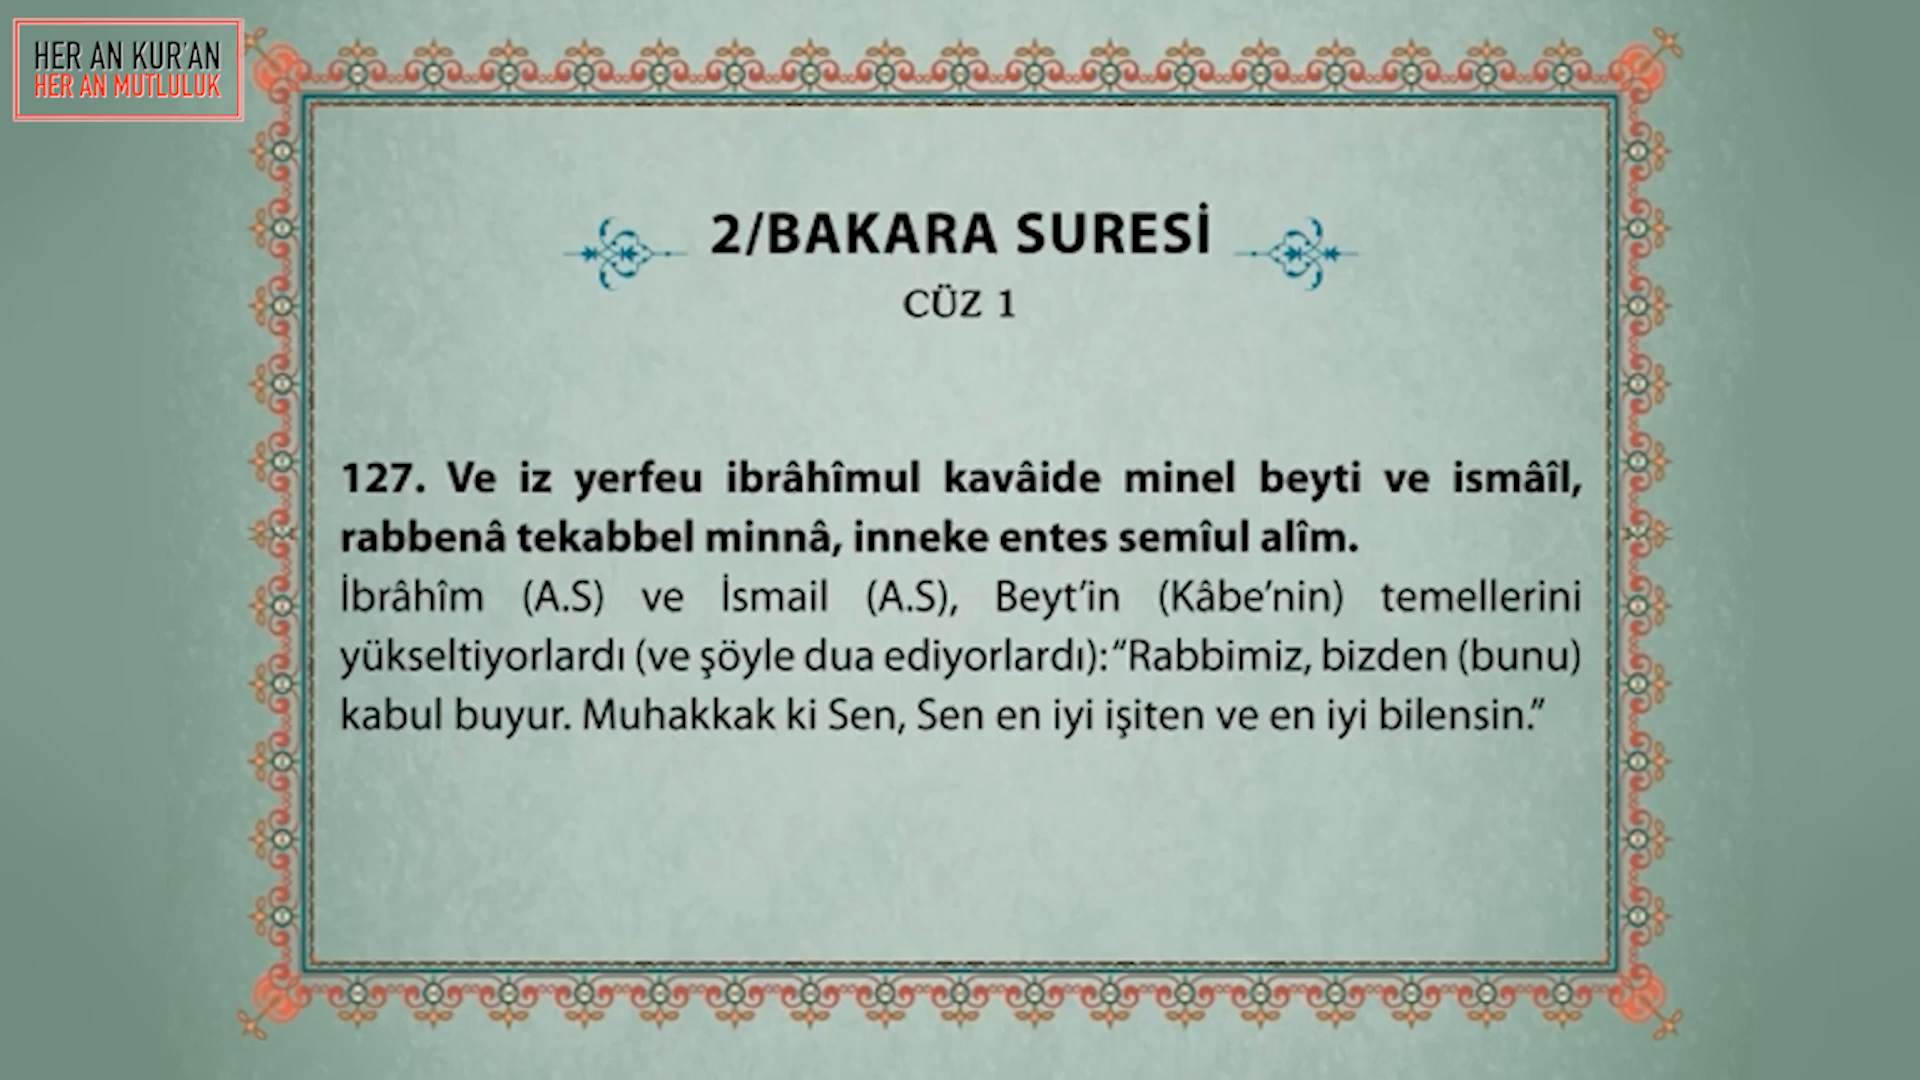 HER AN KUR'AN
HER AN MUTLULUK
2/BAKARA SURESİ
CÜZ 1
127. Ve iz yerfeu ibrâhîmul kavâide minel beyti ve ismâîl,
rabbenâ tekabbel minnâ, inneke entes semîul alîm.
İbrâhîm (A.S) ve İsmail (A.S), Beyt’in (Kâbe’nin) temellerini
yükseltiyorlardı (ve şöyle dua ediyorlardı): “Rabbimiz, bizden (bunu)
kabul buyur. Muhakkak ki Sen, Sen en iyi işiten ve en iyi bilensin.”